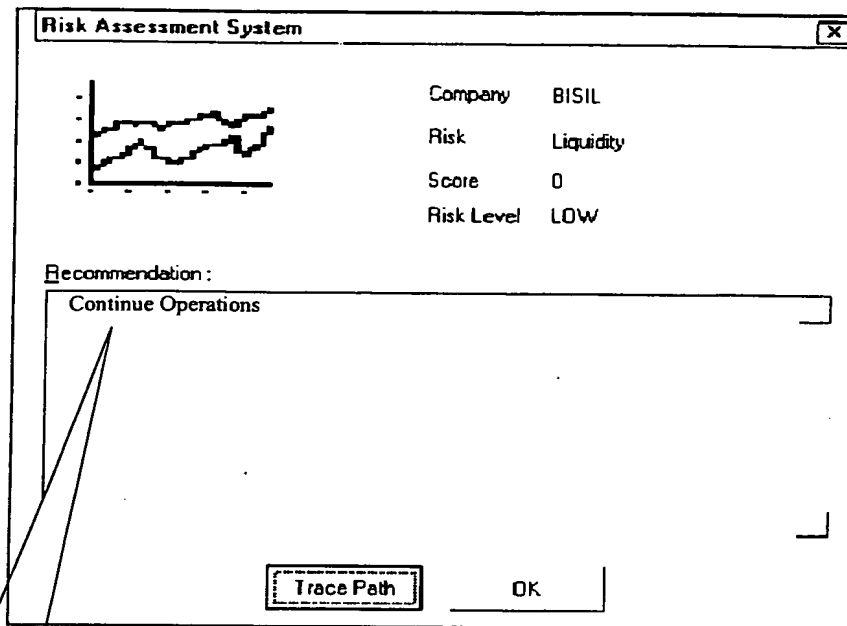 Risk Assessment System
Company BISIL
Risk Liquidity
Score 0
Risk Level LOW
Recommendation :
Continue Operations
Trace Path OK